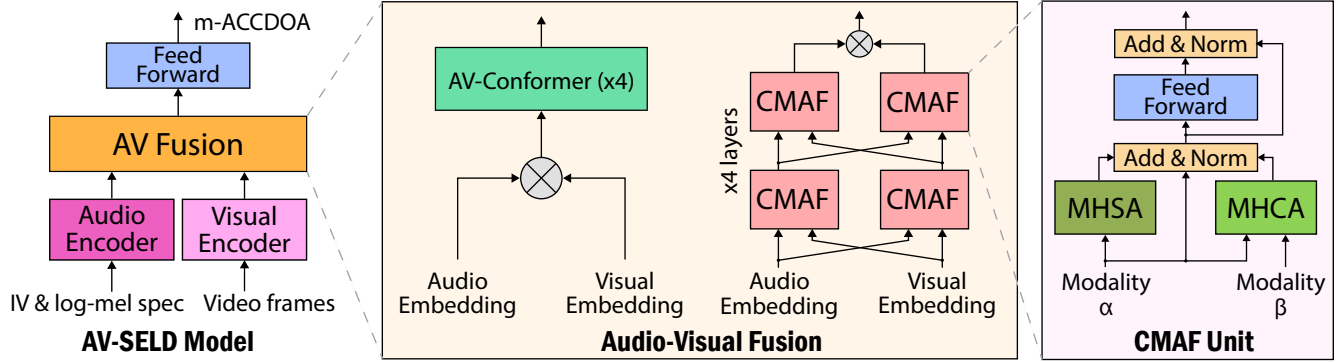 m-ACCDOA
Feed
Forward
AV Fusion
Audio
Encoder
Visual
Encoder
IV & log-mel spec
Video frames
AV-SELD Model
AV-Conformer (x4)
Audio
Embedding
Visual
Embedding
x4 layers
CMAF
CMAF
CMAF
CMAF
Audio
Embedding
Visual
Embedding
Audio-Visual Fusion
Add & Norm
Feed
Forward
Add & Norm
MHSA
MHCA
Modality
α
Modality
β
CMAF Unit